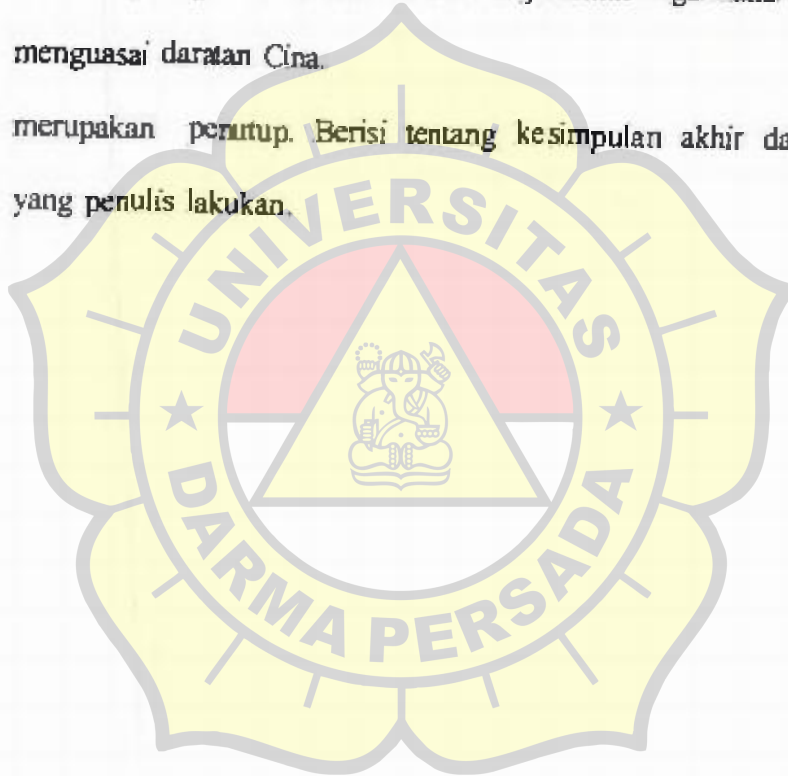 menguasai daratan Cina.
merupakan penutup. Berisi tentang kesimpulan akhir da
yang penulis lakukan.
UNIVERSITAS
DARMA PERSADA